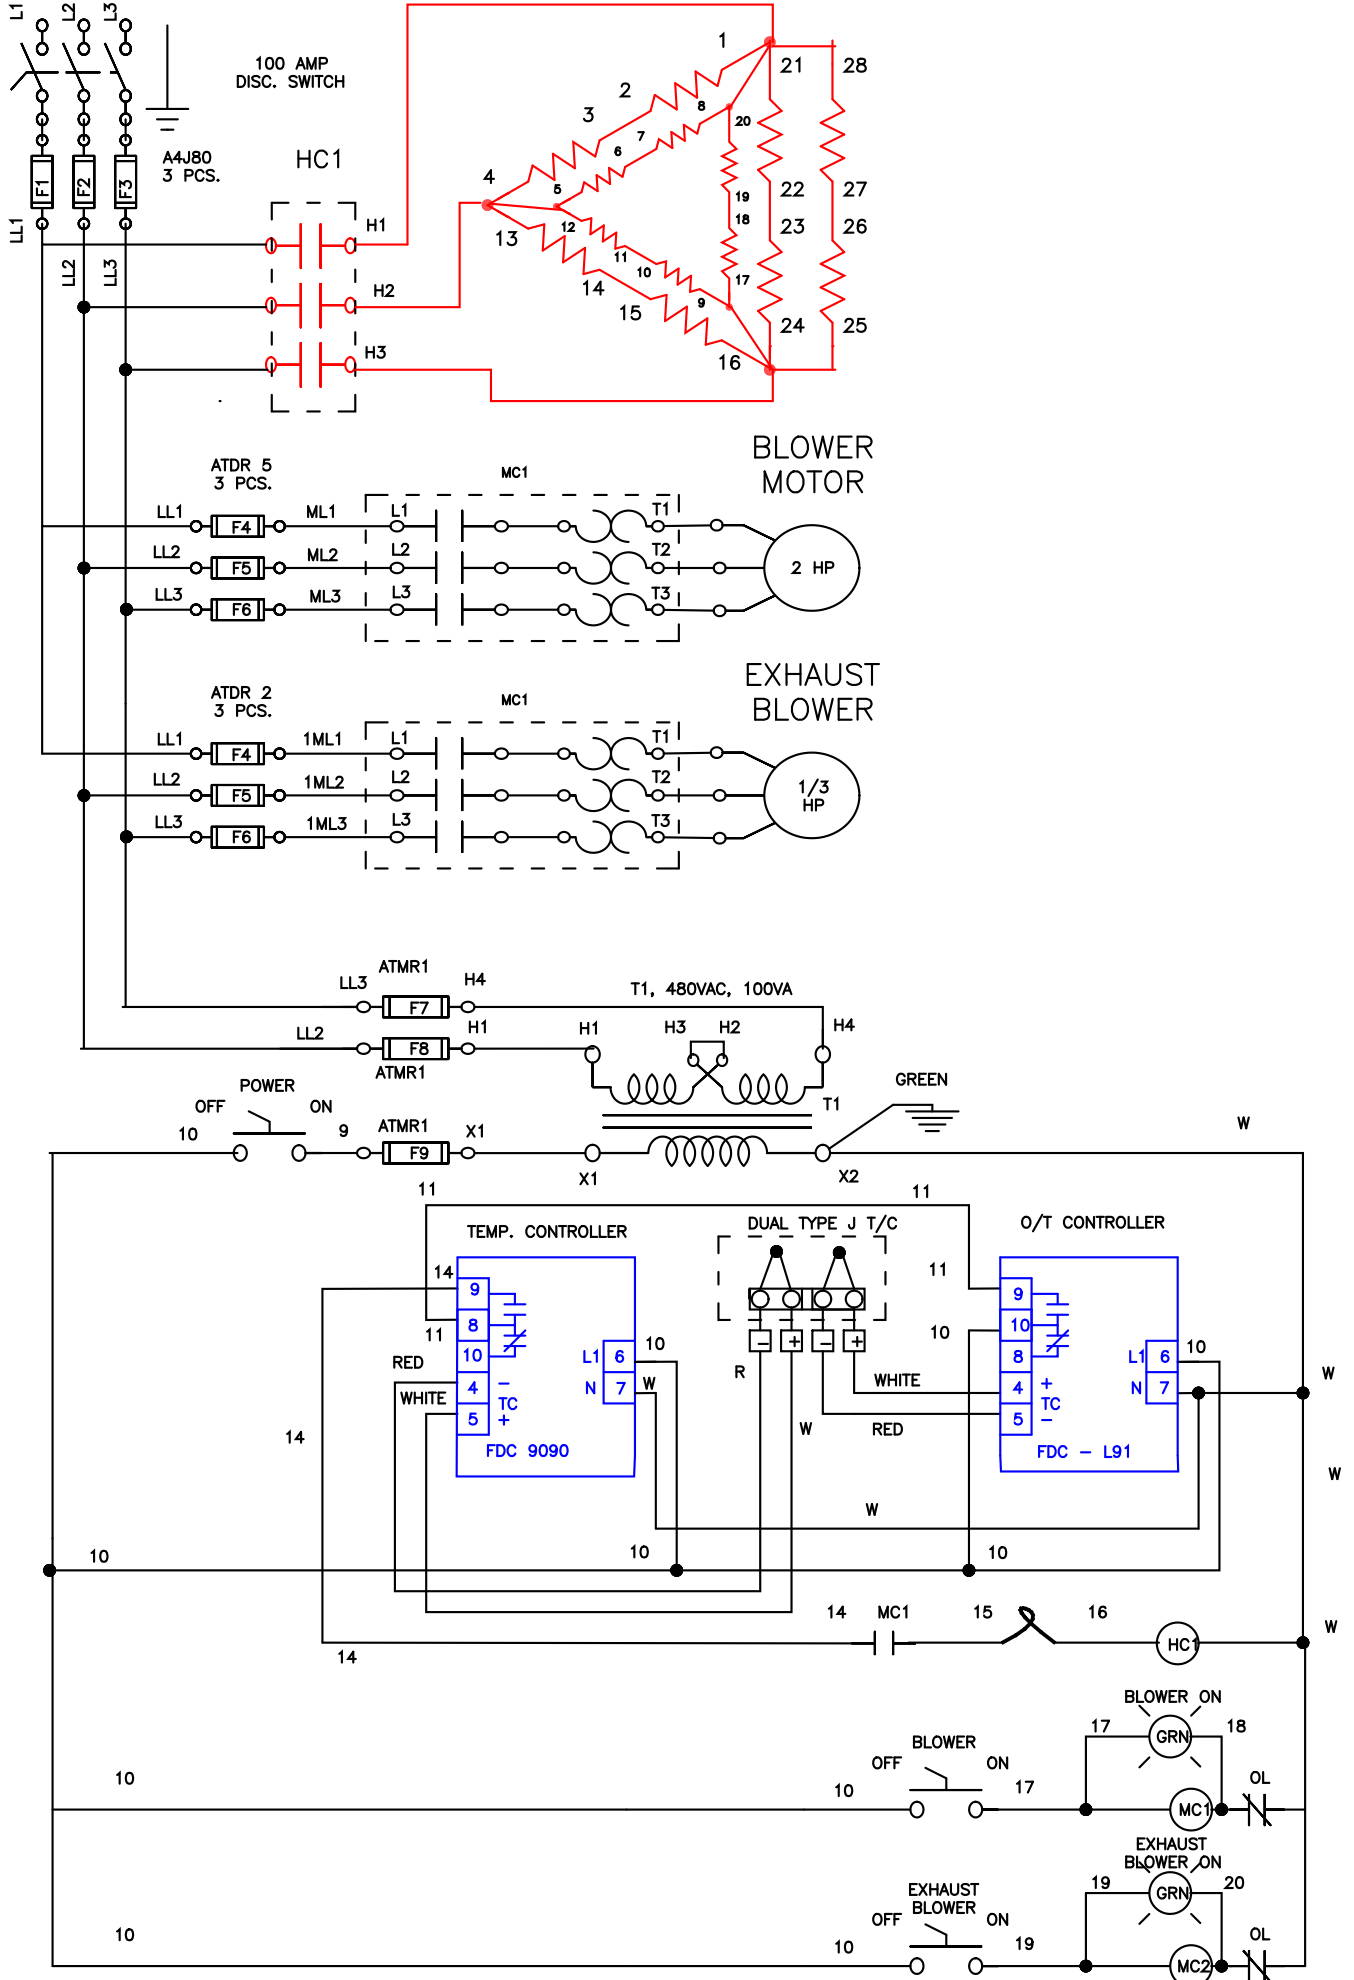 L1 L2 L3
100 AMP
DISC. SWITCH
A4J80
3 PCS.
F1 F2 F3
LL1 LL2 LL3
HC1
H1
H2
H3
1
2
3
4
5
6
7
8
9
10
11
12
13
14
15
16
17
18
19
20
21
22
23
24
25
26
27
28
BLOWER
MOTOR
ATDR 5
3 PCS.
MC1
LL1 F4 ML1 L1 T1
LL2 F5 ML2 L2 T2 2 HP
LL3 F6 ML3 L3 T3
EXHAUST
BLOWER
ATDR 2
3 PCS.
MC1
LL1 F4 1ML1 L1 T1
LL2 F5 1ML2 L2 T2
LL3 F6 1ML3 L3 T3
1/3
HP
ATMR1
LL3 F7 H4
T1, 480VAC, 100VA
LL2 F8 H1
ATMR1
H1 H3 H2 H4
T1
GREEN
POWER
OFF ON
10 9
ATMR1
F9 X1
X1 X2
W
11 11
TEMP. CONTROLLER
DUAL TYPE J T/C
O/T CONTROLLER
14 9
8
11
10
RED 4 −
WHITE 5 +
TC
L1 6 10
N 7 W
FDC 9090
− + − +
R W
WHITE
RED
11 9
10 10
8
4 +
TC
5 −
L1 6 10
N 7
FDC − L91
W
W
14
W
10 10 10
14 MC1 15 16 HC1 W
14
BLOWER ON
17 GRN 18
BLOWER
OFF ON
10 10 17 MC1 OL
EXHAUST
BLOWER ON
19 GRN 20
EXHAUST
BLOWER
OFF ON
10 10 19 MC2 OL